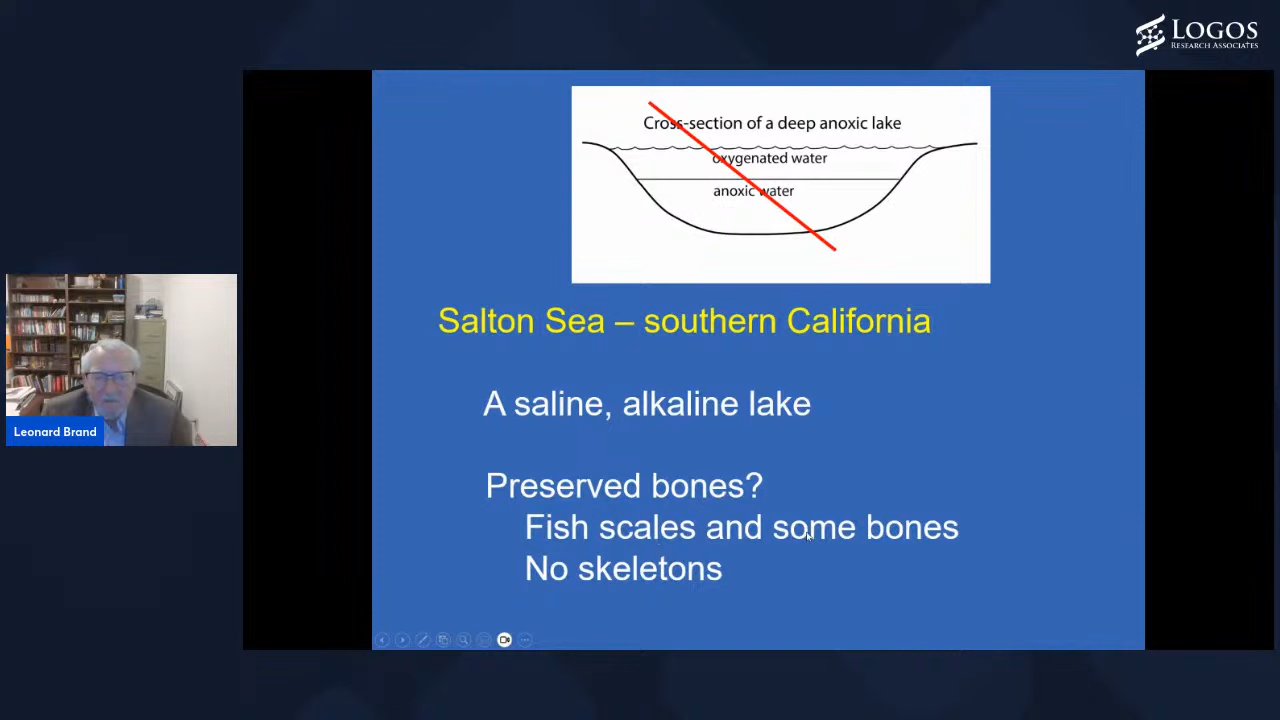 LOGOS
RESEARCH ASSOCIATES
Cross-section of a deep anoxic lake
oxygenated water
anoxic water
Salton Sea – southern California
A saline, alkaline lake
Preserved bones?
Fish scales and some bones
No skeletons
Leonard Brand